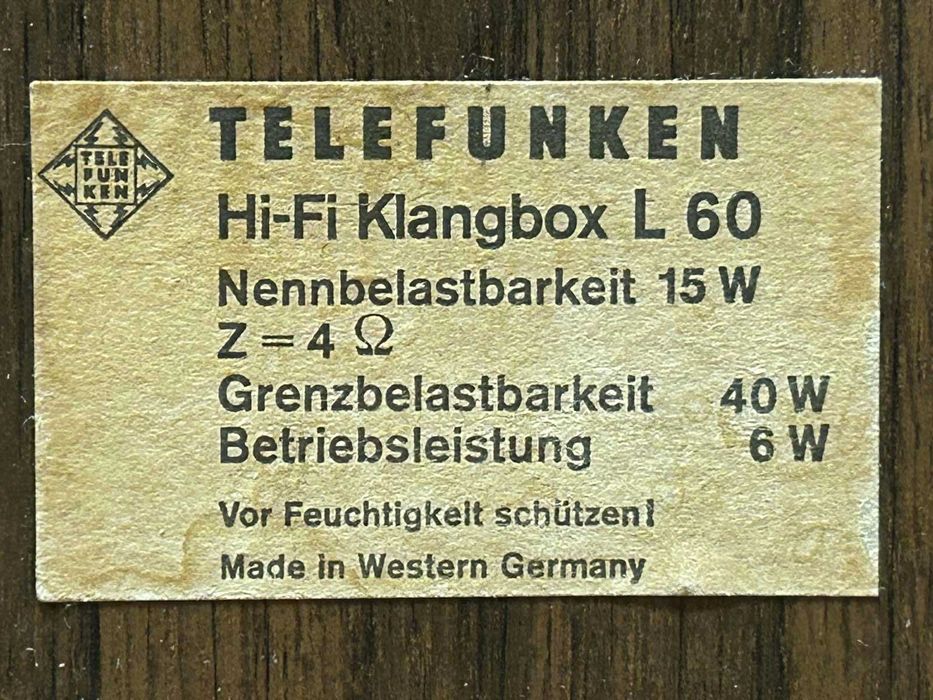 TELE
FUN
KEN
TELEFUNKEN
Hi-Fi Klangbox L 60
Nennbelastbarkeit 15 W
Z = 4 Ω
Grenzbelastbarkeit 40 W
Betriebsleistung 6 W
Vor Feuchtigkeit schützen!
Made in Western Germany